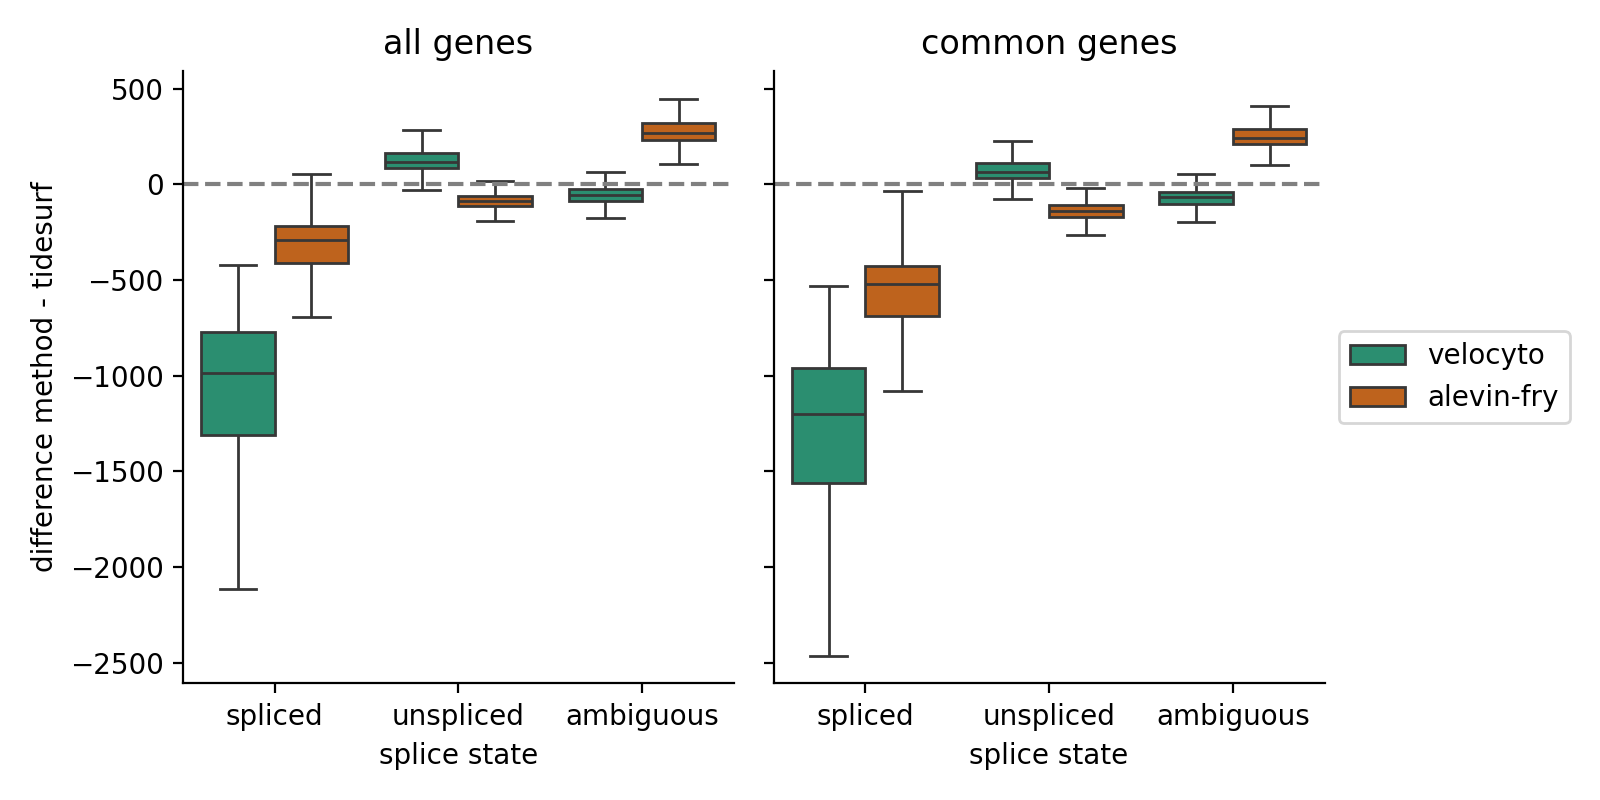 all genes
common genes
difference method - tidesurf
500
0
−500
−1000
−1500
−2000
−2500
spliced
unspliced
ambiguous
splice state
spliced
unspliced
ambiguous
splice state
velocyto
alevin-fry